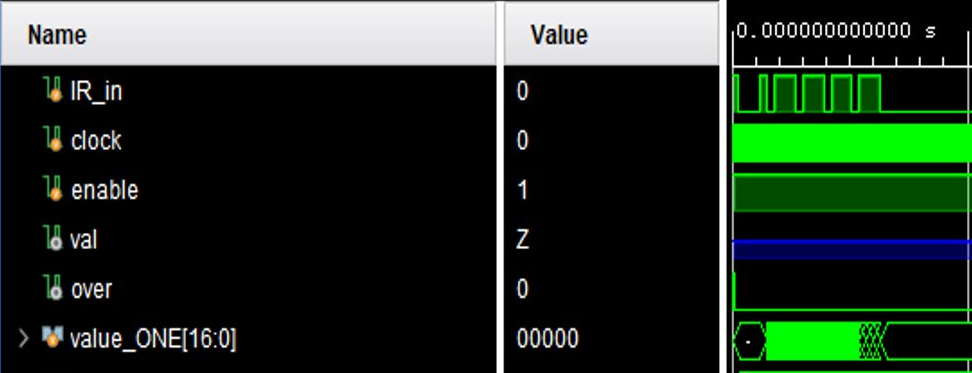 Name Value 0.000000000000 s
IR_in 0
clock 0
enable 1
val Z
over 0
value_ONE[16:0] 00000